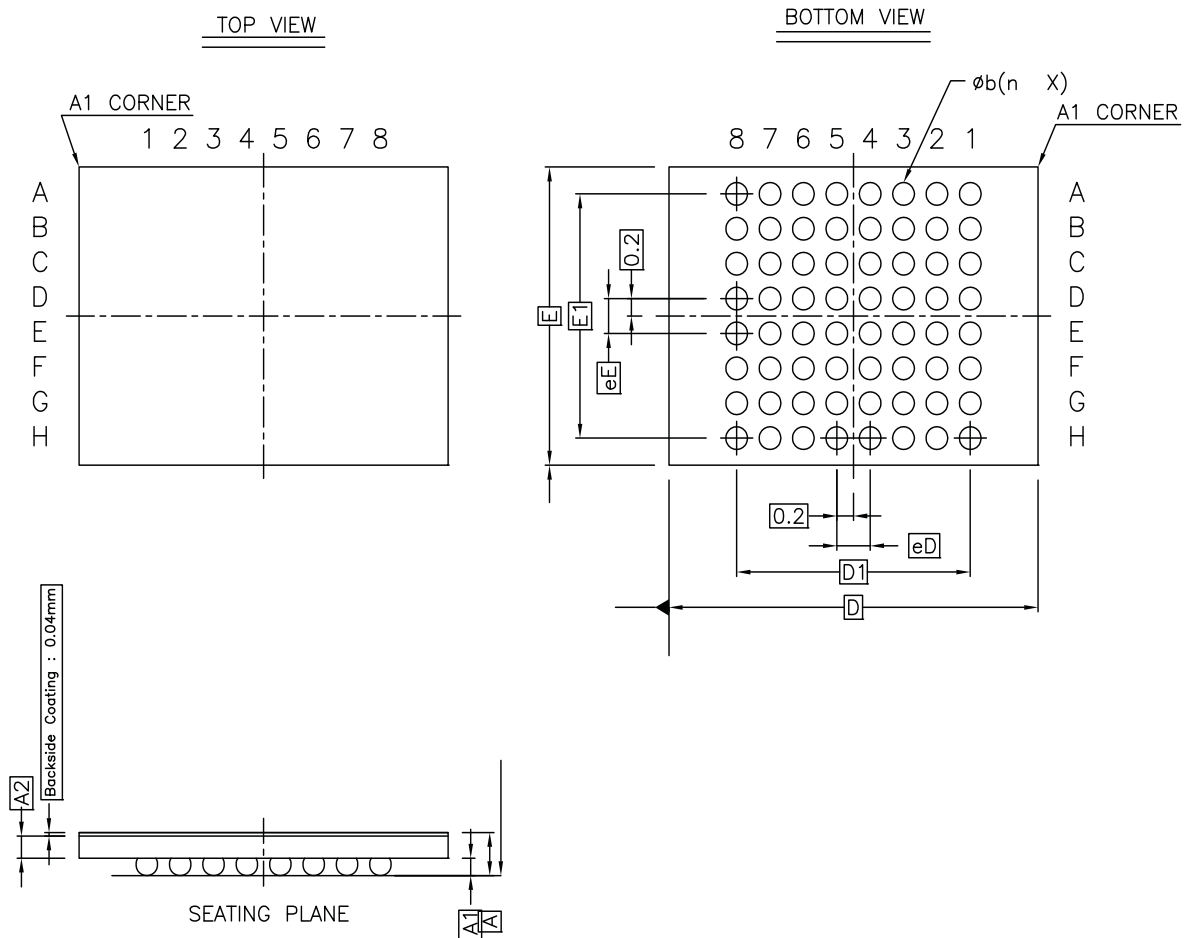 TOP VIEW
A1 CORNER
1 2 3 4 5 6 7 8
A
B
C
D
E
F
G
H
BOTTOM VIEW
øb(n X)
A1 CORNER
8 7 6 5 4 3 2 1
A
B
C
D
E
F
G
H
0.2
E
E1
eE
0.2
eD
D1
D
Backside Coating : 0.04mm
A2
SEATING PLANE
A1
A